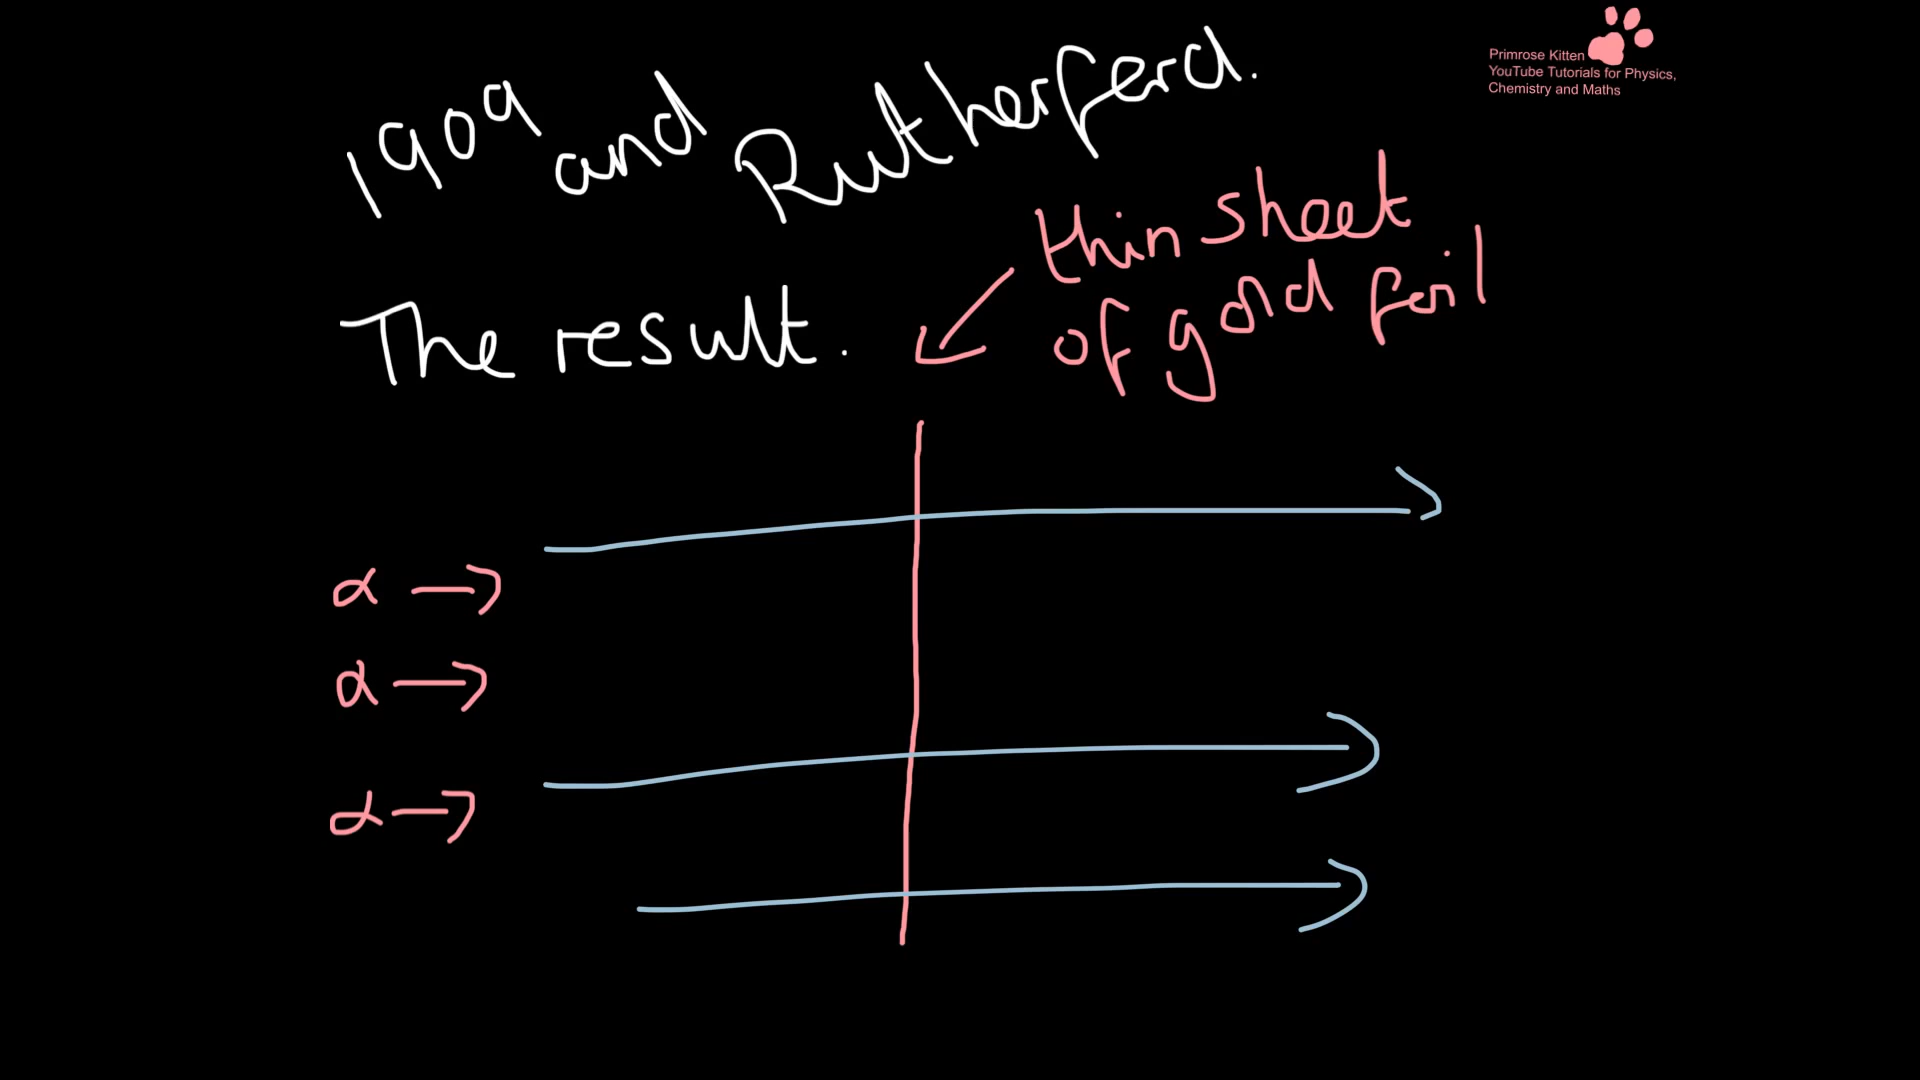 1909 and Rutherford.
Primrose Kitten
YouTube Tutorials for Physics,
Chemistry and Maths
thin sheet
of gold foil
The result.
α
α
α